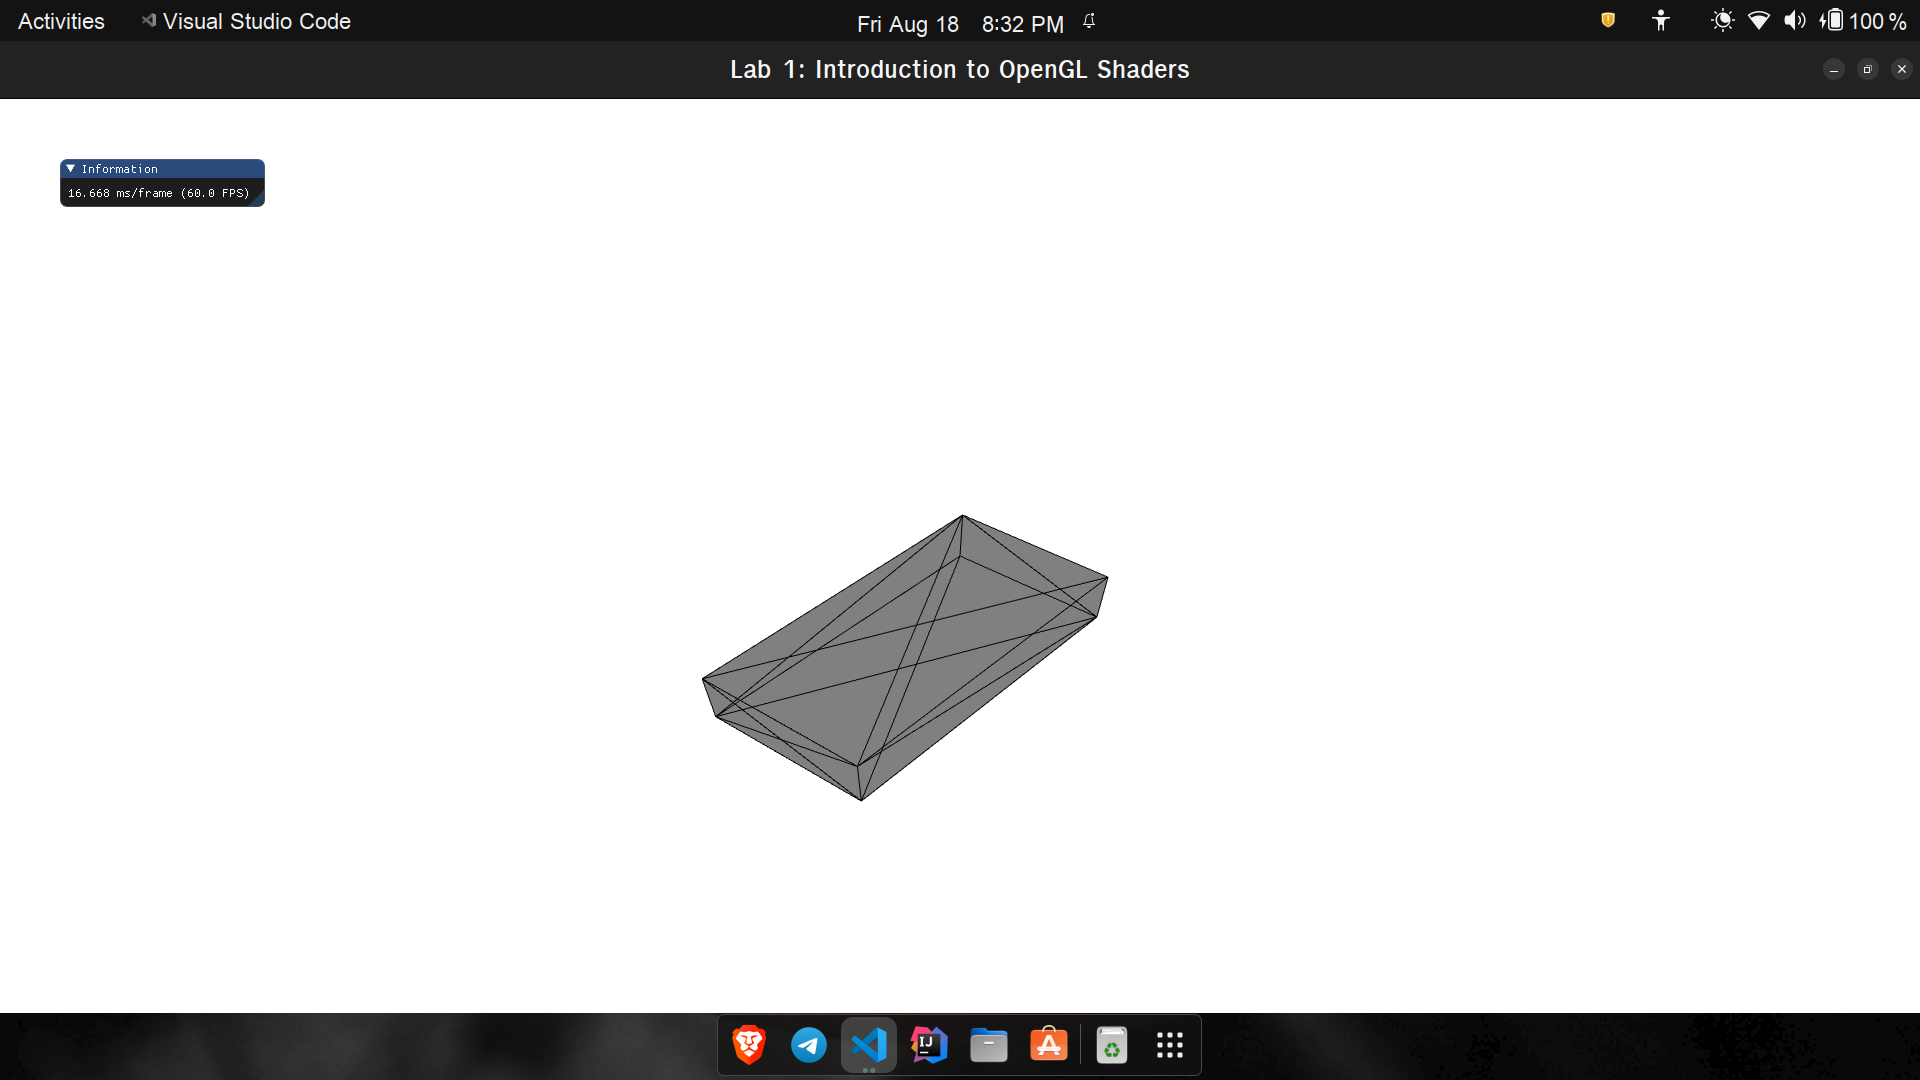 Activities
Visual Studio Code
Fri Aug 18 8:32 PM
100 %
Lab 1: Introduction to OpenGL Shaders
Information
16.668 ms/frame (60.0 FPS)
IJ